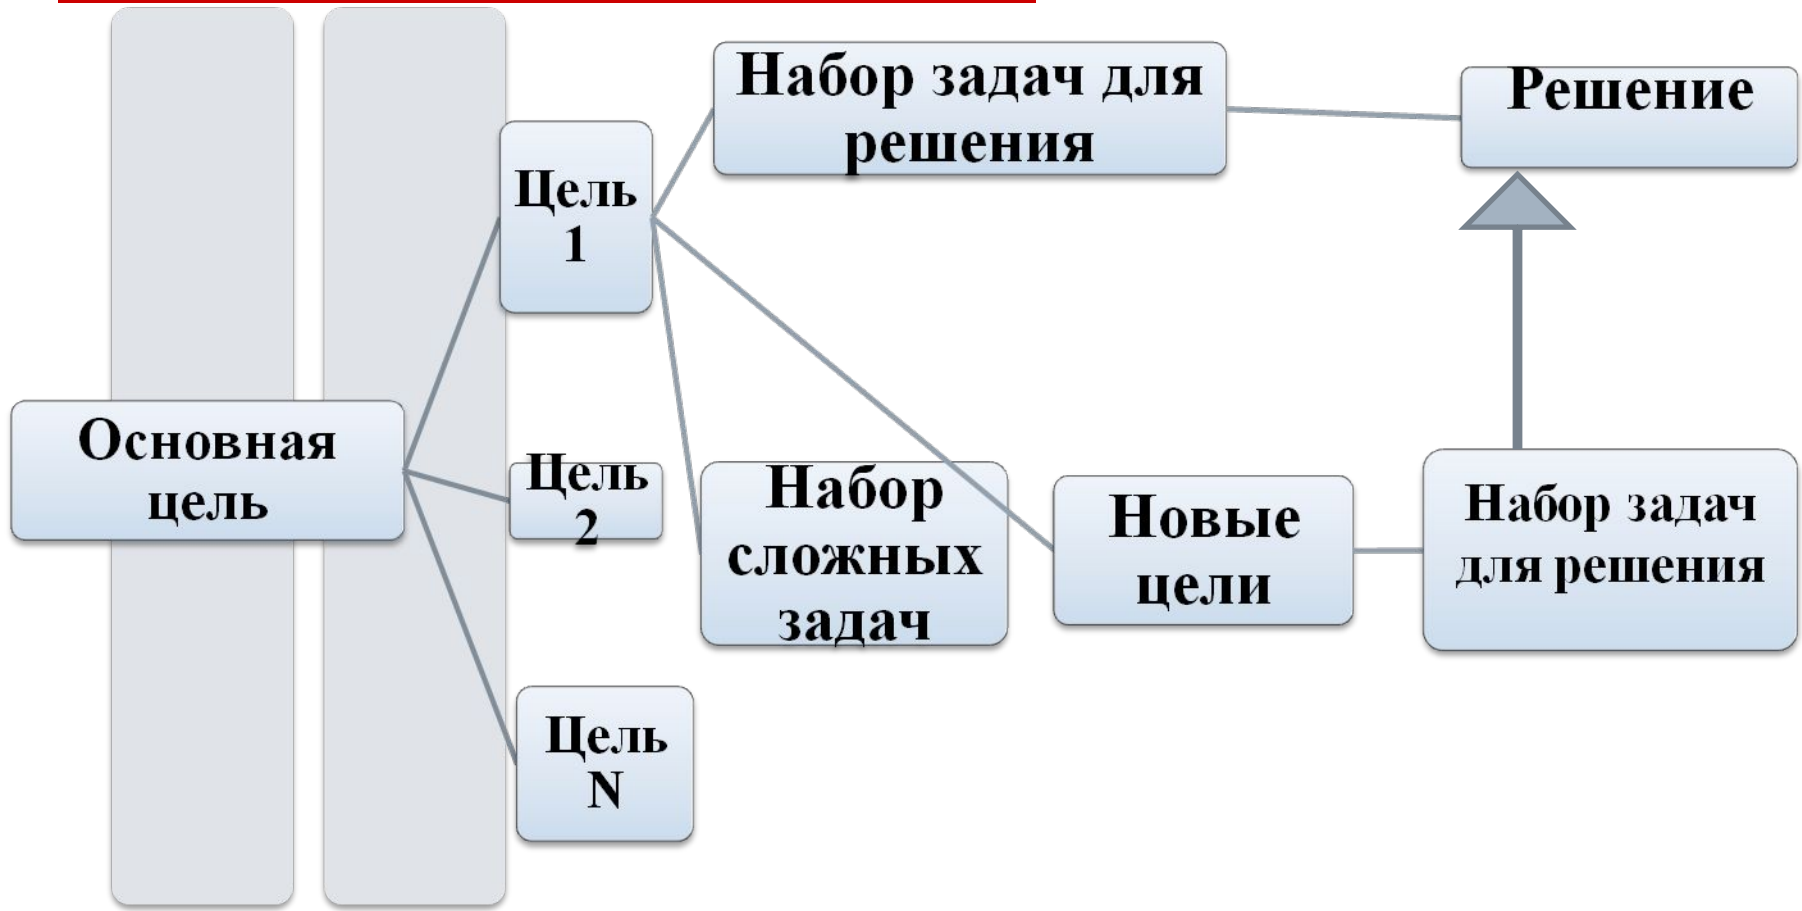 Набор задач для
решения
Решение
Цель
1
Основная
цель
Цель
2
Набор
сложных
задач
Новые
цели
Набор задач
для решения
Цель
N